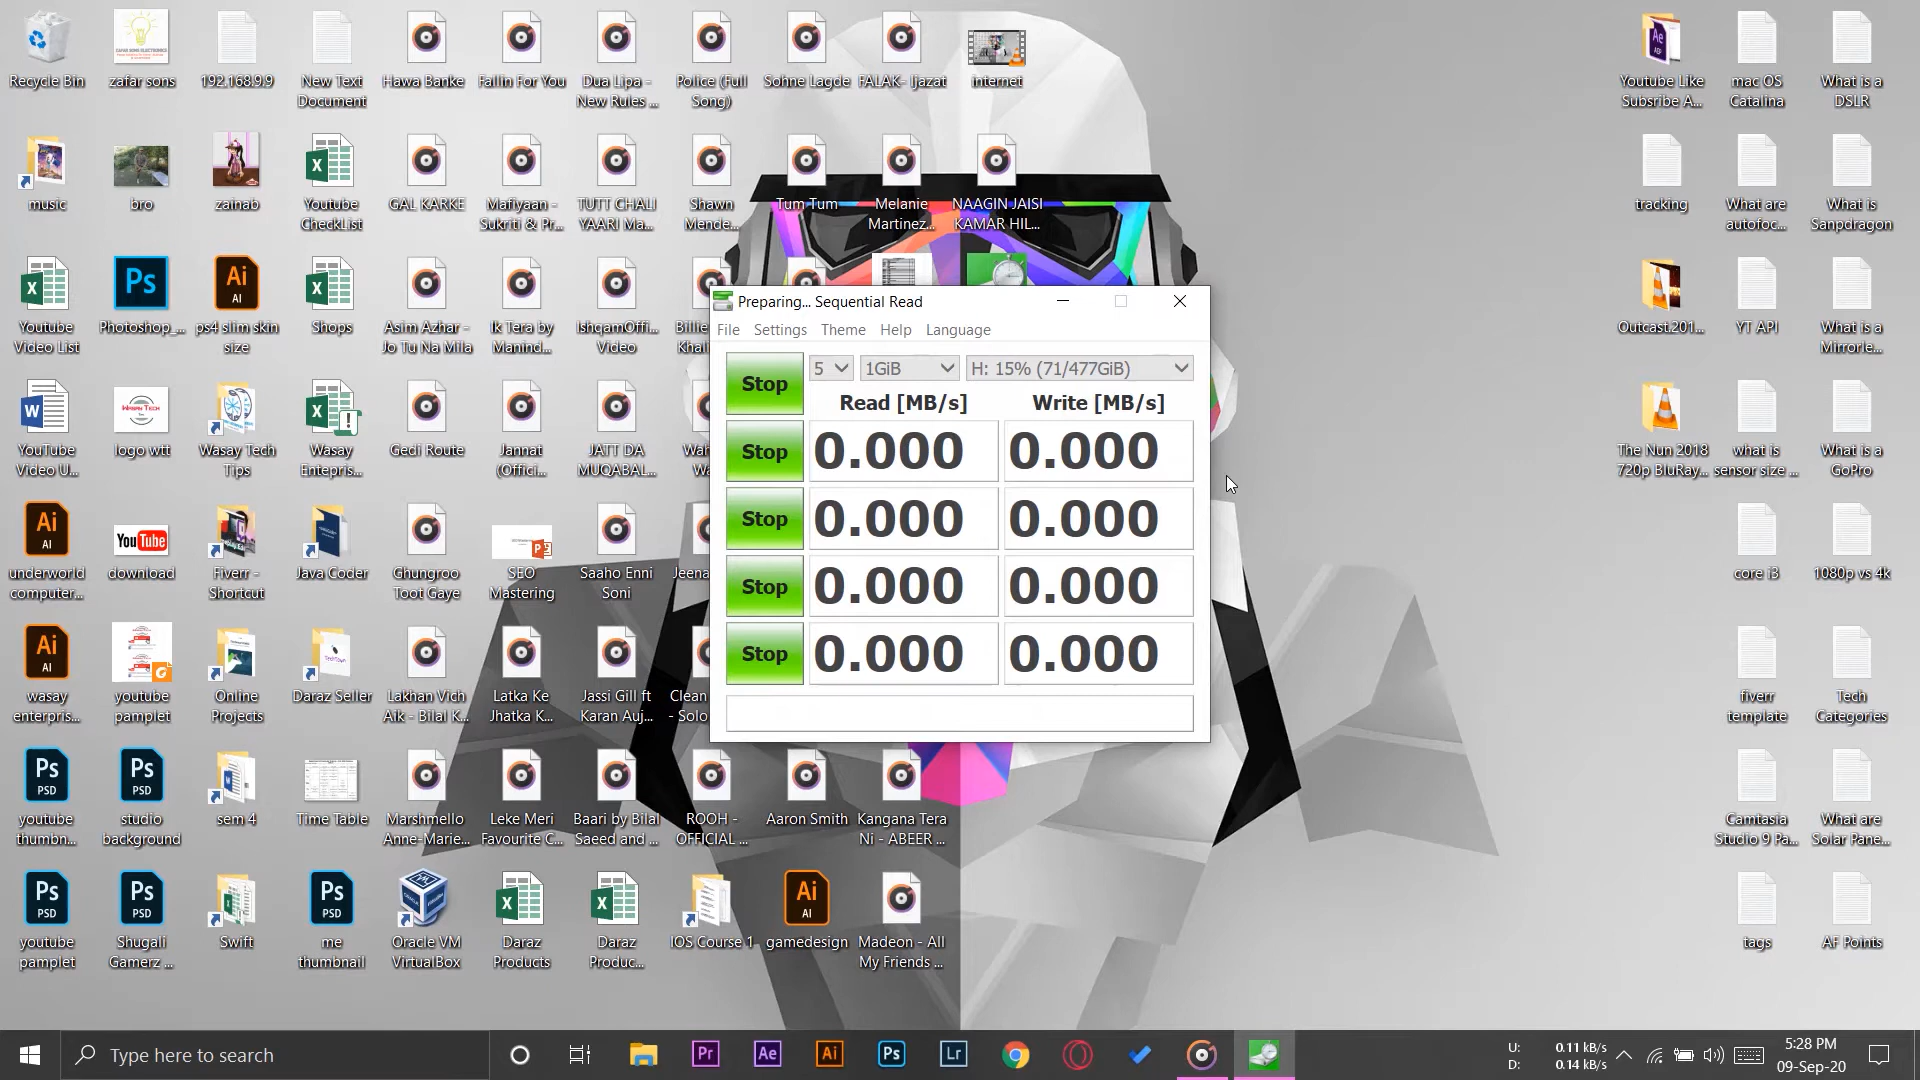 Recycle Bin
zafar sons
192.168.9.9
New Text
Document
Hawa Banke
Fallin For You
Dua Lipa -
New Rules ...
Police (Full
Song)
Sohne Lagde
FALAK- Ijazat
internet
Youtube Like
Subsribe A...
mac OS
Catalina
What is a
DSLR
music
bro
zainab
Youtube
CheckList
GAL KARKE
Mafiyaan -
Sukriti & Pr...
TUTT CHALI
YAARI Ma...
Shawn
Mende...
Tum Tum
Melanie
Martinez...
NAAGIN JAISI
KAMAR HIL...
tracking
What are
autofoc...
What is
Sanpdragon
Youtube
Video List
Photoshop_...
ps4 slim skin
size
Shops
Asim Azhar -
Jo Tu Na Mila
Ik Tera by
Manind...
IshqamOffi...
Video
Billie
Khali
Outcast.201...
YT API
What is a
Mirrorle...
Preparing... Sequential Read
File Settings Theme Help Language
Stop 5 1GiB H: 15% (71/477GiB)
Read [MB/s] Write [MB/s]
Stop 0.000 0.000
Stop 0.000 0.000
Stop 0.000 0.000
Stop 0.000 0.000
YouTube
Video U...
logo wtt
Wasay Tech
Tips
Wasay
Entepris...
Gedi Route
Jannat
(Offici...
JATT DA
MUQABAL...
The Nun 2018
720p BluRay...
what is
sensor size ...
What is a
GoPro
underworld
computer...
YouTube
download
Fiverr -
Shortcut
Java Coder
Ghungroo
Toot Gaye
SEO
Mastering
Saaho Enni
Soni
Jeena
core i3
1080p vs 4k
wasay
enterpris...
youtube
pamplet
Online
Projects
Daraz Seller
Lakhan Vich
Aik - Bilal K...
Latka Ke
Jhatka K...
Jassi Gill ft
Karan Auj...
Clean
- Solo
fiverr
template
Tech
Categories
youtube
thumbn...
studio
background
sem 4
Time Table
Marshmello
Anne-Marie...
Leke Meri
Favourite C...
Baari by Bilal
Saeed and ...
ROOH -
OFFICIAL ...
Aaron Smith
Kangana Tera
Ni - ABEER ...
Camtasia
Studio 9 Pa...
What are
Solar Pane...
youtube
pamplet
Shugali
Gamerz ...
Swift
me
thumbnail
Oracle VM
VirtualBox
Daraz
Products
Daraz
Produc...
IOS Course 1
gamedesign
Madeon - All
My Friends ...
tags
AF Points
Type here to search
Pr
Ae
Ai
Ps
Lr
U: 0.11 kB/s
D: 0.14 kB/s
5:28 PM
09-Sep-20